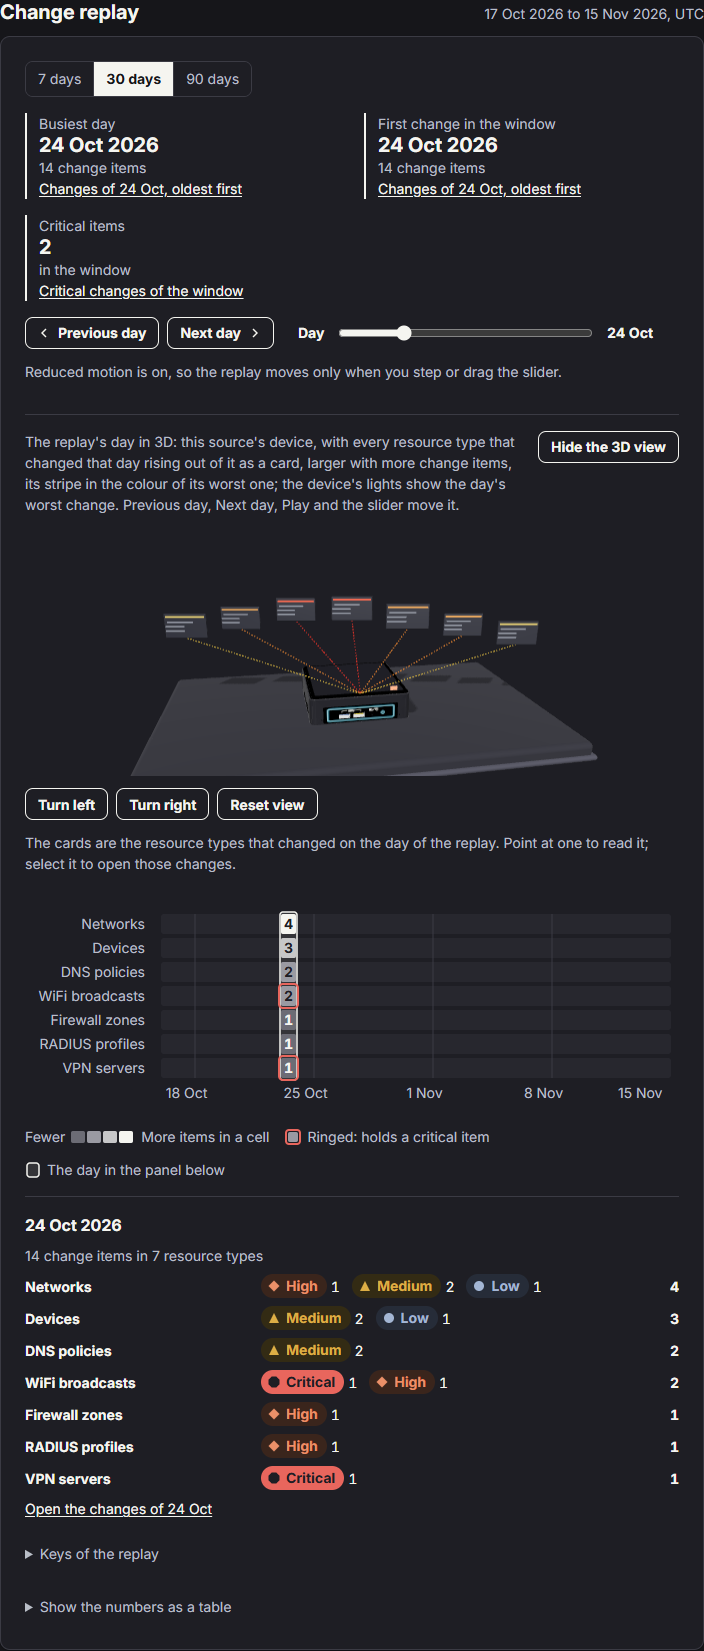 Change replay
17 Oct 2026 to 15 Nov 2026, UTC
7 days
30 days
90 days
Busiest day
24 Oct 2026
14 change items
Changes of 24 Oct, oldest first
First change in the window
24 Oct 2026
14 change items
Changes of 24 Oct, oldest first
Critical items
2
in the window
Critical changes of the window
Previous day
Next day
Day
24 Oct
Reduced motion is on, so the replay moves only when you step or drag the slider.
The replay's day in 3D: this source's device, with every resource type that
changed that day rising out of it as a card, larger with more change items,
its stripe in the colour of its worst one; the device's lights show the day's
worst change. Previous day, Next day, Play and the slider move it.
Hide the 3D view
Turn left
Turn right
Reset view
The cards are the resource types that changed on the day of the replay. Point at one to read it;
select it to open those changes.
Networks 4
Devices 3
DNS policies 2
WiFi broadcasts 2
Firewall zones 1
RADIUS profiles 1
VPN servers 1
18 Oct 25 Oct 1 Nov 8 Nov 15 Nov
Fewer More items in a cell Ringed: holds a critical item
The day in the panel below
24 Oct 2026
14 change items in 7 resource types
Networks High 1 Medium 2 Low 1 4
Devices Medium 2 Low 1 3
DNS policies Medium 2 2
WiFi broadcasts Critical 1 High 1 2
Firewall zones High 1 1
RADIUS profiles High 1 1
VPN servers Critical 1 1
Open the changes of 24 Oct
Keys of the replay
Show the numbers as a table